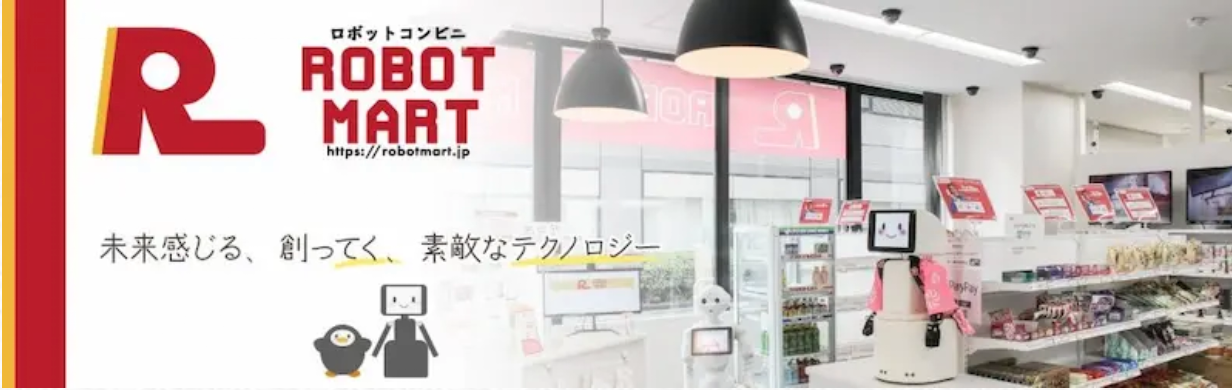 ロボットコンビニ
ROBOT
MART
https://robotmart.jp
未来感じる、創ってく、素敵なテクノロジー
PayPay